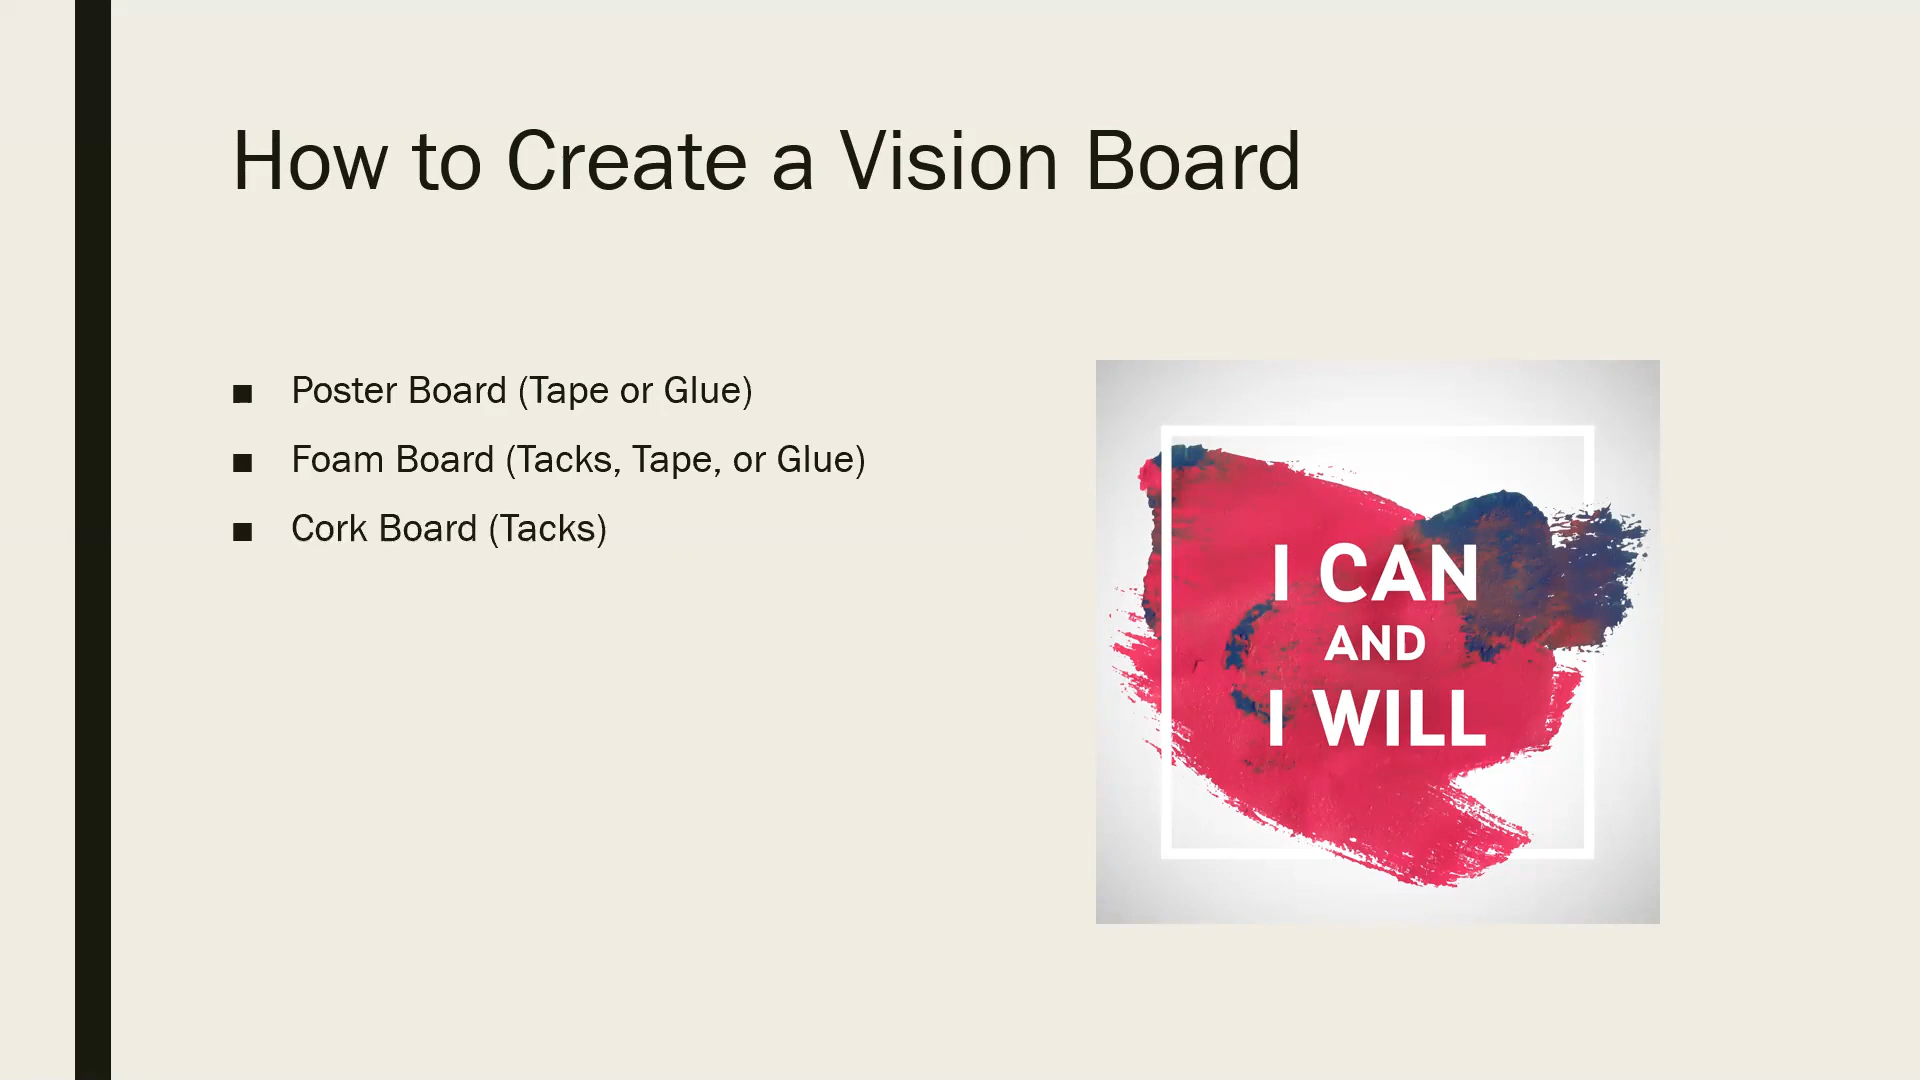 How to Create a Vision Board
■ Poster Board (Tape or Glue)
■ Foam Board (Tacks, Tape, or Glue)
■ Cork Board (Tacks)
I CAN
AND
I WILL